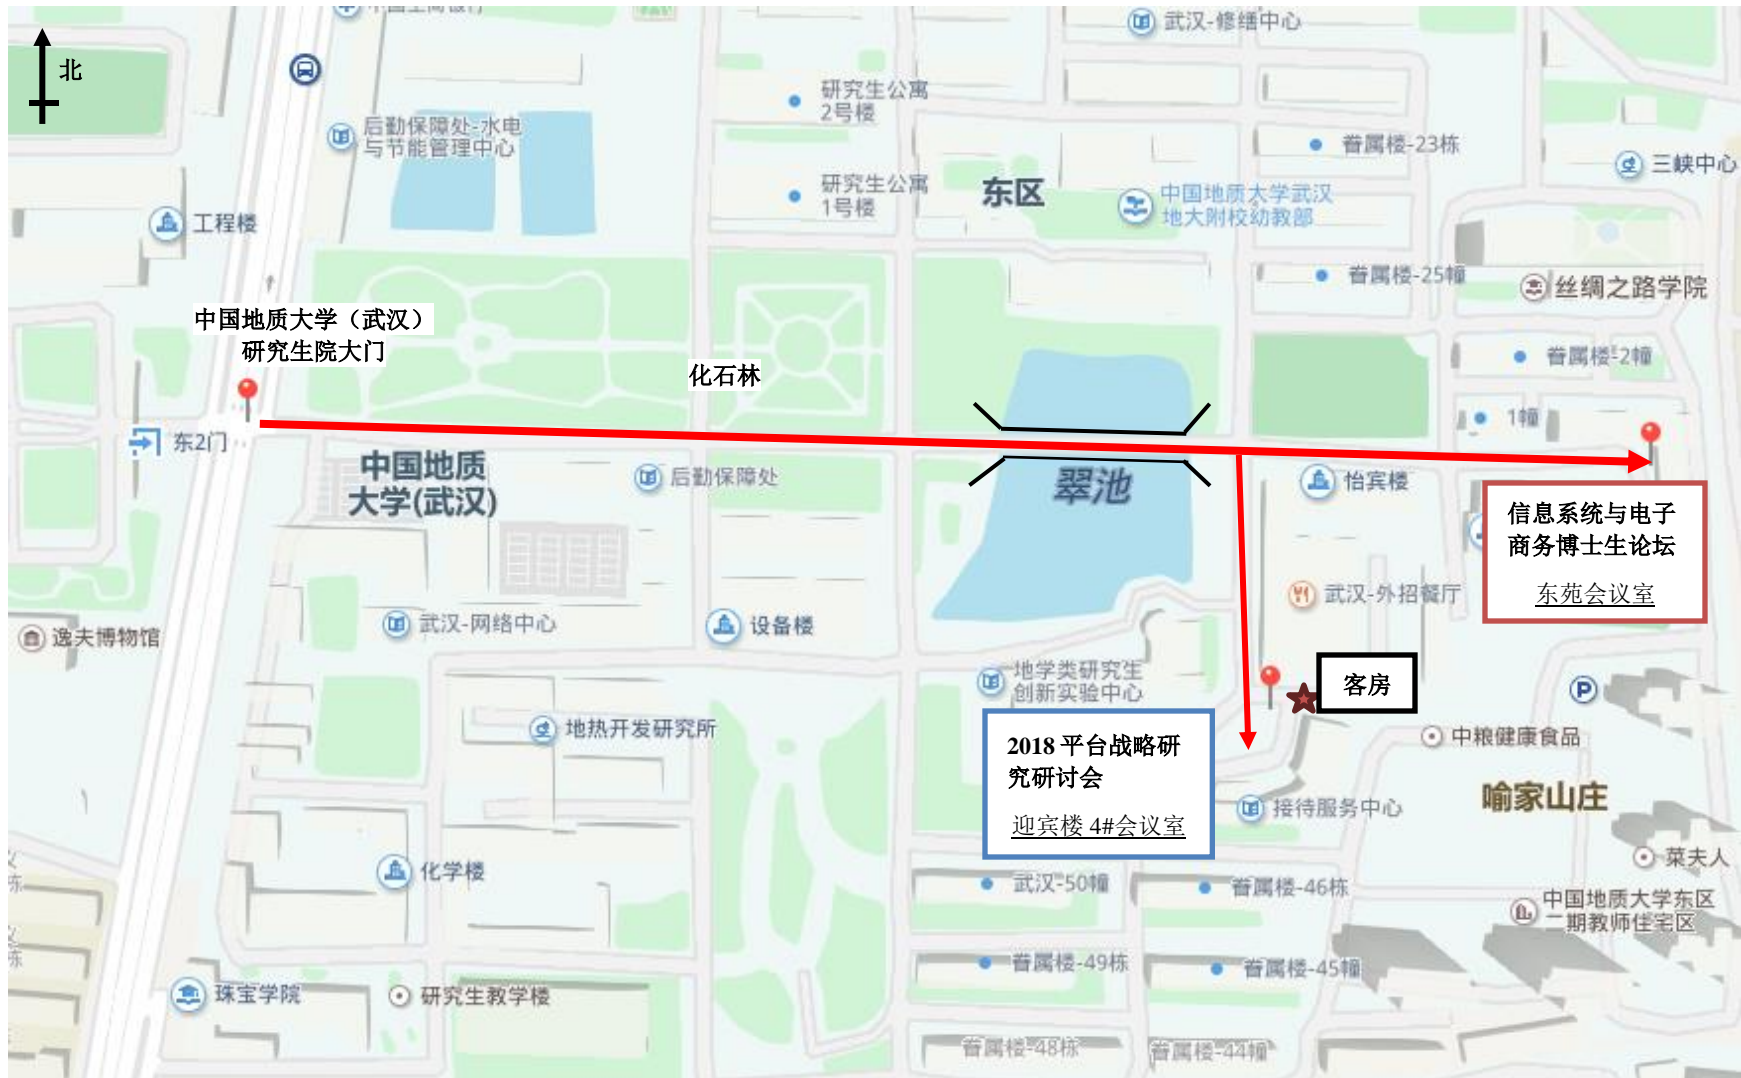 武汉-修缮中心
北
研究生公寓
2号楼
后勤保障处-水电
与节能管理中心
眷属楼-23栋
三峡中心
研究生公寓
1号楼
东区
中国地质大学武汉
地大附校幼教部
工程楼
眷属楼-25幢
丝绸之路学院
中国地质大学（武汉）
研究生院大门
眷属楼-2幢
化石林
1幢
东2门
中国地质
大学(武汉)
后勤保障处
翠池
怡宾楼
信息系统与电子
商务博士生论坛
东苑会议室
武汉-外招餐厅
逸夫博物馆
武汉-网络中心
设备楼
地学类研究生
创新实验中心
客房
P
地热开发研究所
2018 平台战略研
究研讨会
迎宾楼 4#会议室
中粮健康食品
喻家山庄
接待服务中心
菜夫人
化学楼
武汉-50幢
眷属楼-46栋
中国地质大学东区
二期教师住宅区
眷属楼-49栋
眷属楼-45幢
珠宝学院
研究生教学楼
眷属楼-48栋
眷属楼-44幢